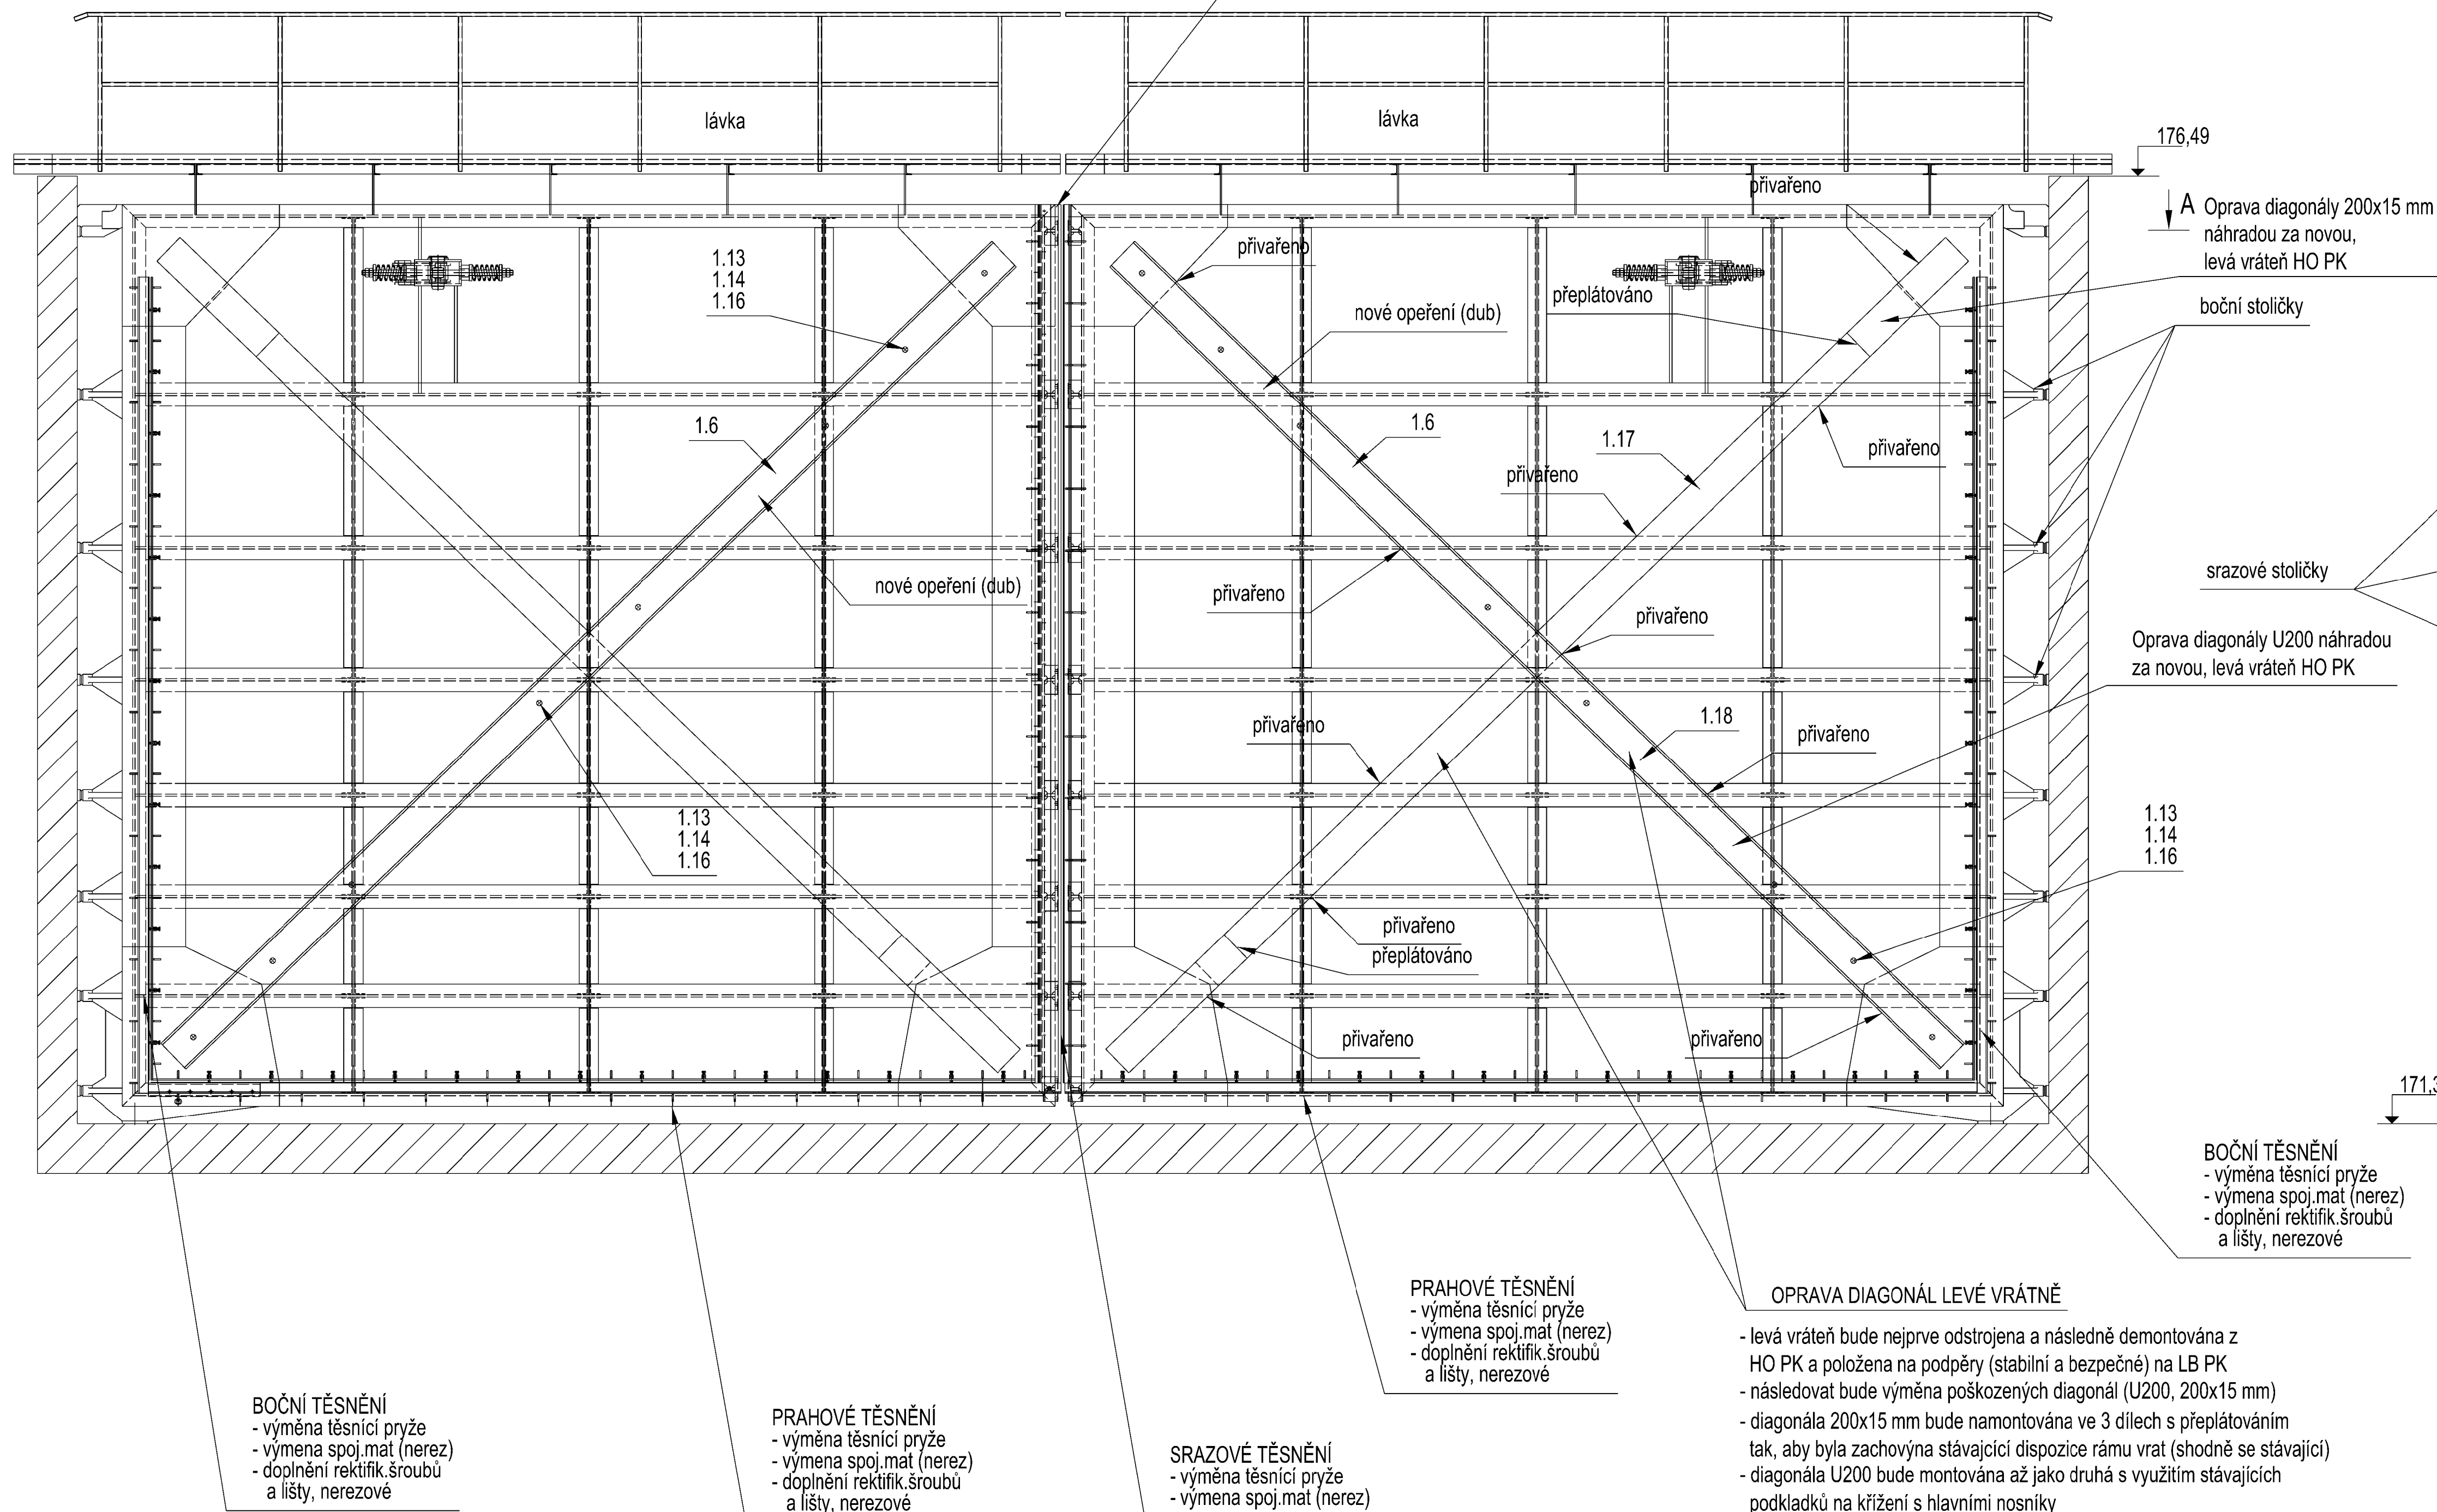 lávka
lávka
176,49
přivařeno
A
Oprava diagonály 200x15 mm
náhradou za novou,
levá vráteň HO PK
přivařeno
1.13
1.14
1.16
přeplátováno
nové opeření (dub)
boční stoličky
1.6
1.6
1.17
přivařeno
přivařeno
srazové stoličky
nové opeření (dub)
přivařeno
přivařeno
Oprava diagonály U200 náhradou
za novou, levá vráteň HO PK
1.18
přivařeno
přivařeno
1.13
1.14
1.16
1.13
1.14
1.16
přivařeno
přeplátováno
přivařeno
přivařeno
171,3
BOČNÍ TĚSNĚNÍ
- výměna těsnící pryže
- výmena spoj.mat (nerez)
- doplnění rektifik.šroubů
a lišty, nerezové
PRAHOVÉ TĚSNĚNÍ
- výměna těsnící pryže
- výmena spoj.mat (nerez)
- doplnění rektifik.šroubů
a lišty, nerezové
OPRAVA DIAGONÁL LEVÉ VRÁTNĚ
- levá vráteň bude nejprve odstrojena a následně demontována z
HO PK a položena na podpěry (stabilní a bezpečné) na LB PK
- následovat bude výměna poškozených diagonál (U200, 200x15 mm)
- diagonála 200x15 mm bude namontována ve 3 dílech s přeplátováním
tak, aby byla zachovýna stávajcící dispozice rámu vrat (shodně se stávající)
- diagonála U200 bude montována až jako druhá s využitím stávajících
podkladků na křížení s hlavními nosníky
BOČNÍ TĚSNĚNÍ
- výměna těsnící pryže
- výmena spoj.mat (nerez)
- doplnění rektifik.šroubů
a lišty, nerezové
PRAHOVÉ TĚSNĚNÍ
- výměna těsnící pryže
- výmena spoj.mat (nerez)
- doplnění rektifik.šroubů
a lišty, nerezové
SRAZOVÉ TĚSNĚNÍ
- výměna těsnící pryže
- výmena spoj.mat (nerez)